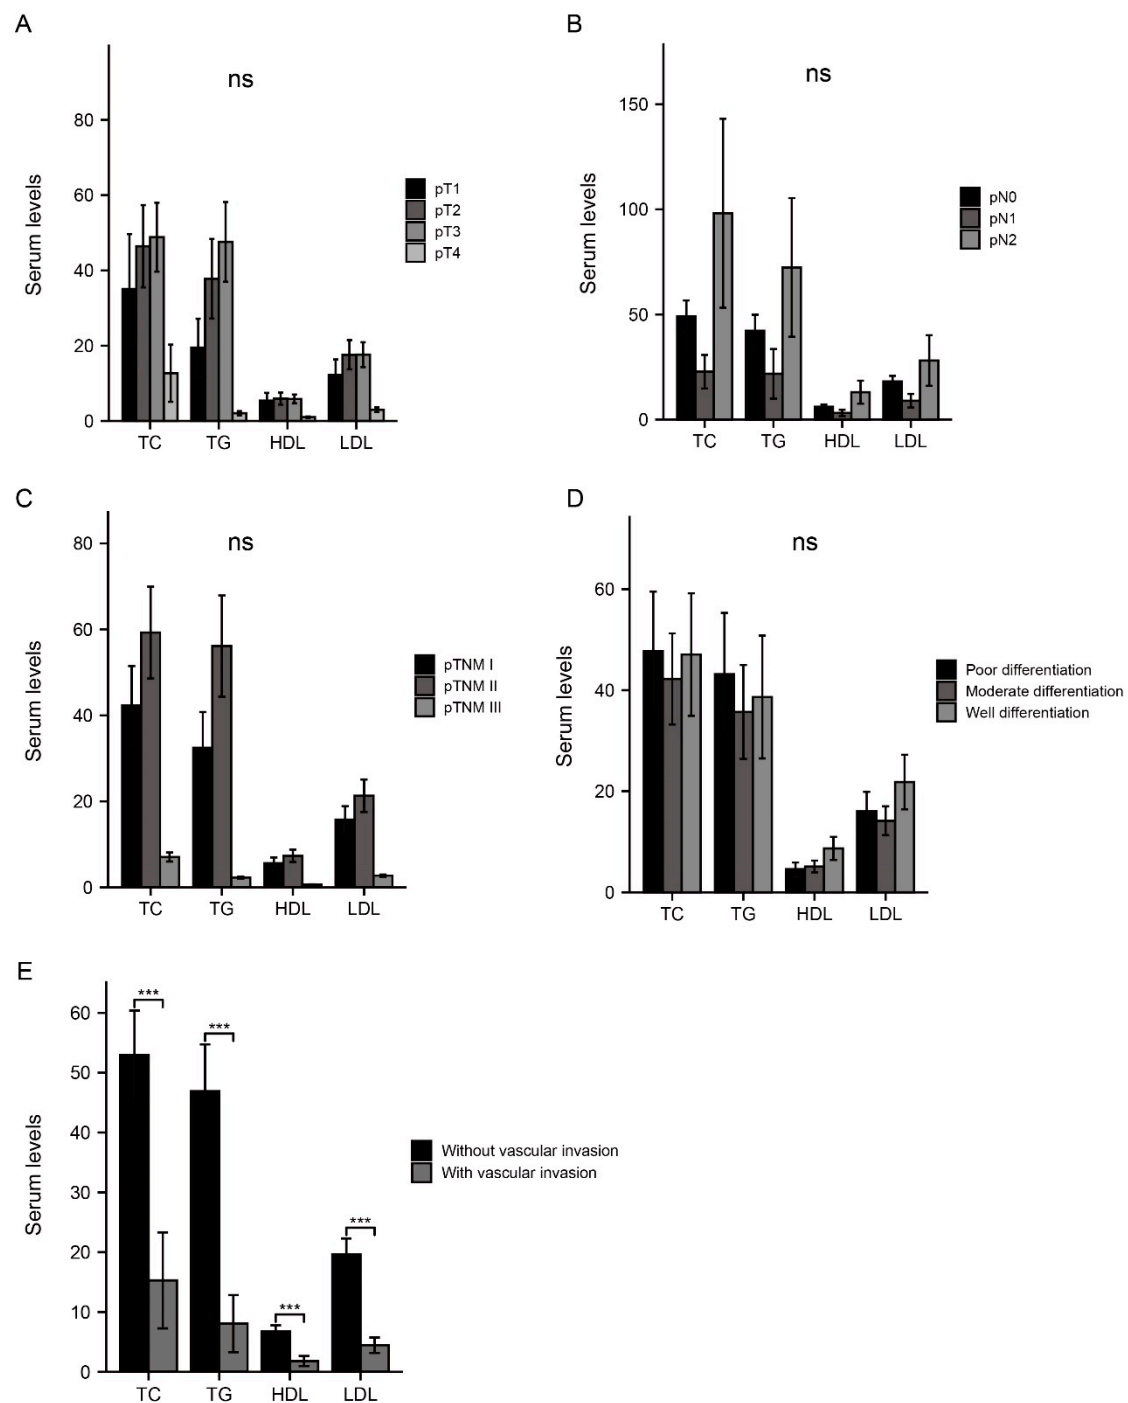 A
ns
80
60
40
20
0
Serum levels
TC TG HDL LDL
pT1
pT2
pT3
pT4
B
ns
150
100
50
0
Serum levels
TC TG HDL LDL
pN0
pN1
pN2
C
ns
80
60
40
20
0
Serum levels
TC TG HDL LDL
pTNM I
pTNM II
pTNM III
D
ns
60
40
20
0
Serum levels
TC TG HDL LDL
Poor differentiation
Moderate differentiation
Well differentiation
E
60
50
40
30
20
10
0
Serum levels
***
***
***
***
TC TG HDL LDL
Without vascular invasion
With vascular invasion